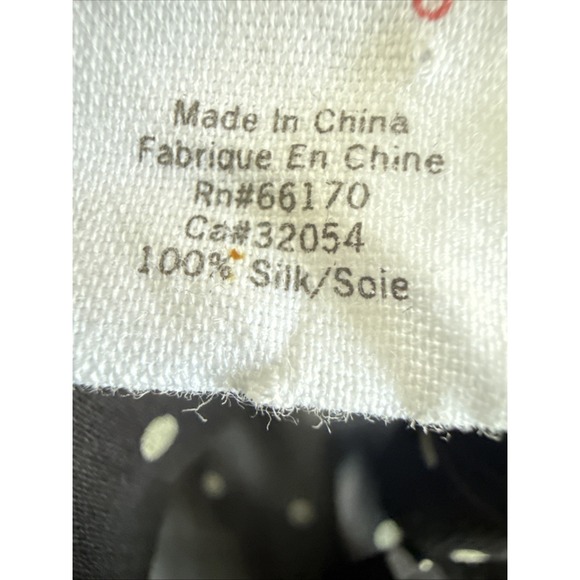 Made In China
Fabrique En Chine
Rn#66170
Ca#32054
100% Silk/Soie